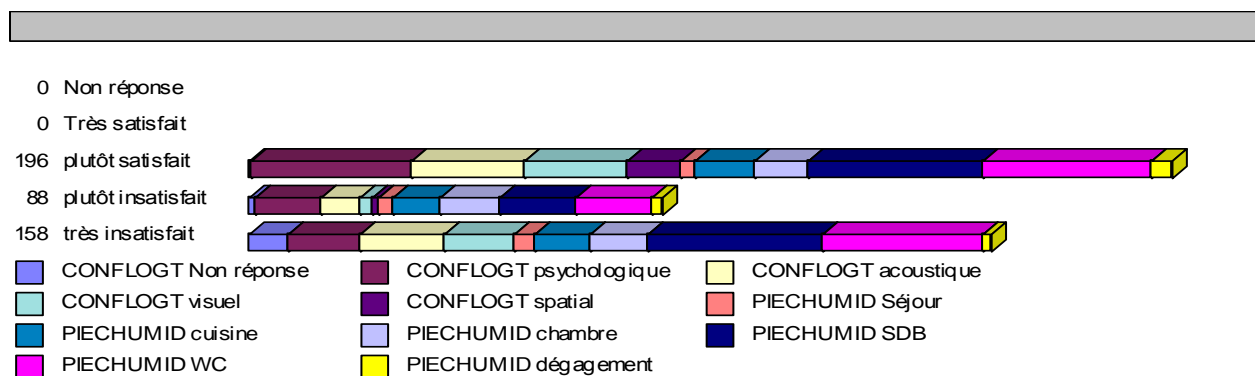 0 Non réponse
0 Très satisfait
196 plutôt satisfait
88 plutôt insatisfait
158 très insatisfait
CONFLOGT Non réponse CONFLOGT psychologique CONFLOGT acoustique
CONFLOGT visuel CONFLOGT spatial PIECHUMID Séjour
PIECHUMID cuisine PIECHUMID chambre PIECHUMID SDB
PIECHUMID WC PIECHUMID dégagement